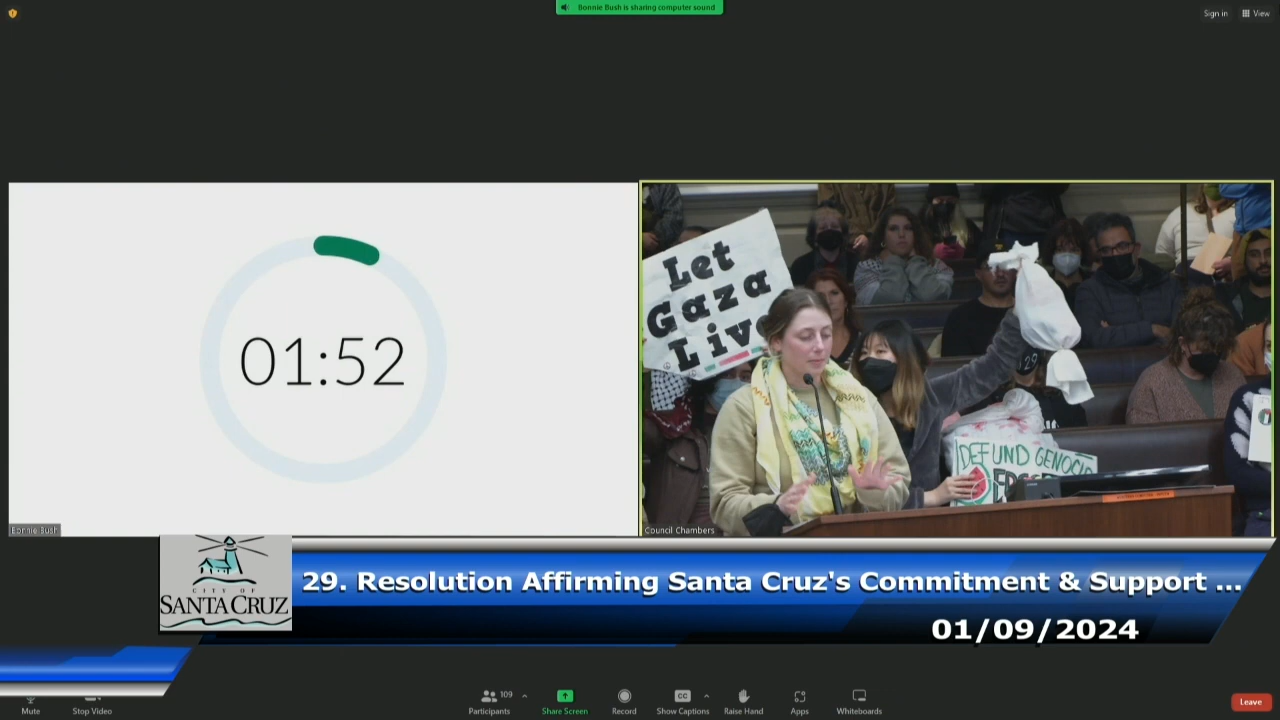 Bonnie Bush is sharing computer sound
Sign in
View
01:52
Let
Gaza
Live
29
DEFUND GENOCID
Bonnie Bush
Council Chambers
CITY OF
SANTA CRUZ
29. Resolution Affirming Santa Cruz's Commitment & Support ...
01/09/2024
Mute
Stop Video
Participants
109
Share Screen
CC
Record
Show Captions
Raise Hand
Apps
Whiteboards
Leave